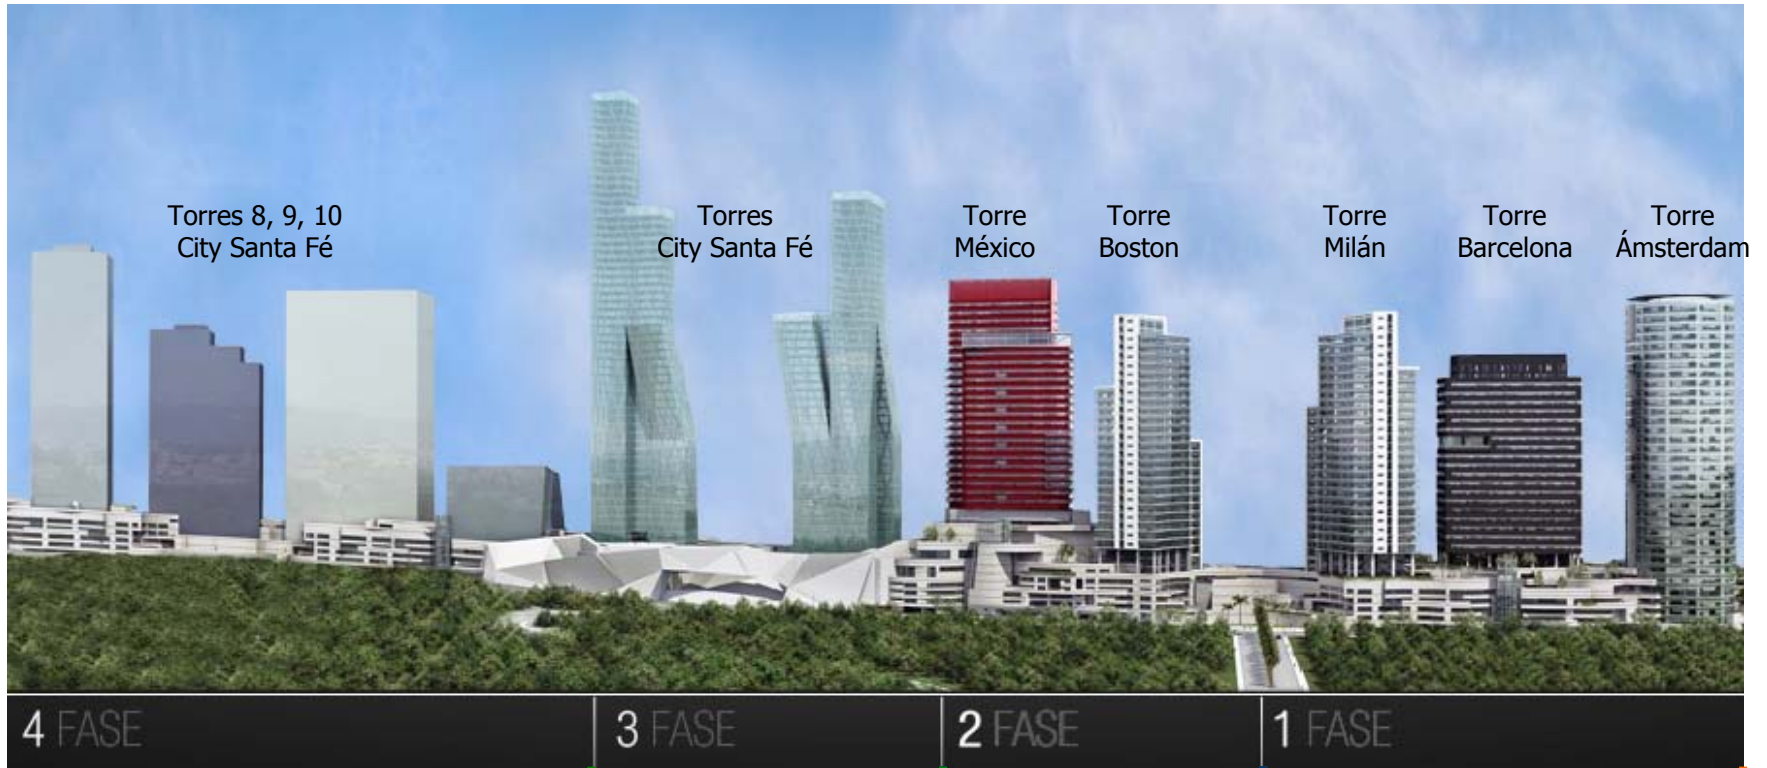 Torres 8, 9, 10
City Santa Fé
Torres
City Santa Fé
Torre
México
Torre
Boston
Torre
Milán
Torre
Barcelona
Torre
Ámsterdam
4 FASE
3 FASE
2 FASE
1 FASE